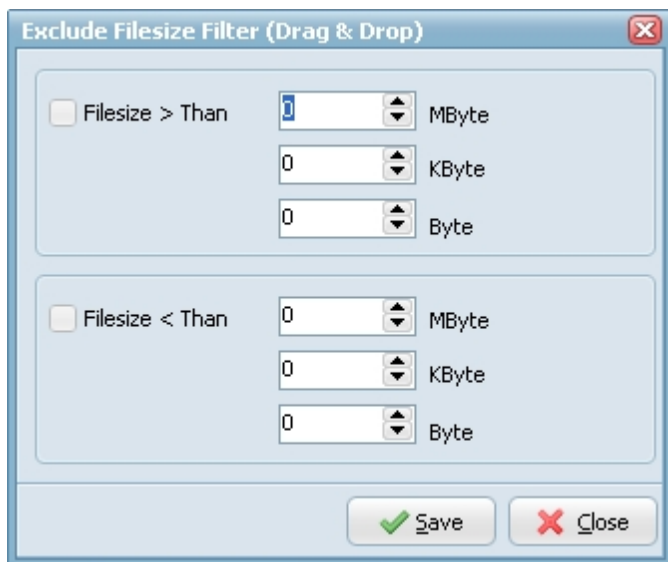 Exclude Filesize Filter (Drag & Drop)
Filesize > Than 0 MByte
0 KByte
0 Byte
Filesize < Than 0 MByte
0 KByte
0 Byte
Save Close